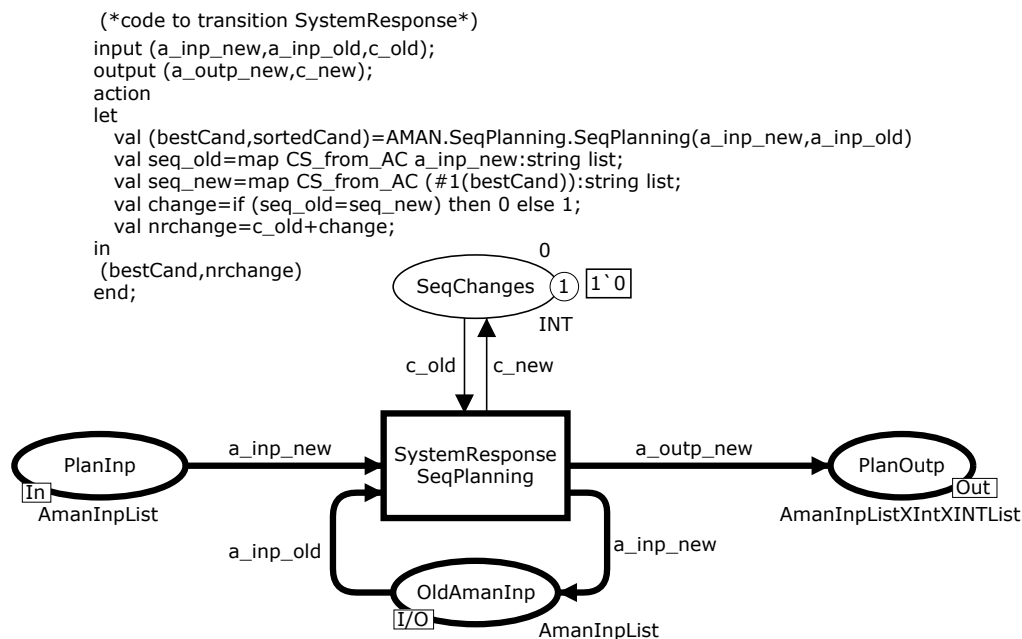 (*code to transition SystemResponse*)
input (a_inp_new,a_inp_old,c_old);
output (a_outp_new,c_new);
action
let
val (bestCand,sortedCand)=AMAN.SeqPlanning.SeqPlanning(a_inp_new,a_inp_old)
val seq_old=map CS_from_AC a_inp_new:string list;
val seq_new=map CS_from_AC (#1(bestCand)):string list;
val change=if (seq_old=seq_new) then 0 else 1;
val nrchange=c_old+change;
in
(bestCand,nrchange)
end;
0
SeqChanges
1
1`0
INT
c_old
c_new
PlanInp
In
AmanInpList
a_inp_new
SystemResponse
SeqPlanning
a_outp_new
PlanOutp
Out
AmanInpListXIntXINTList
a_inp_old
a_inp_new
OldAmanInp
I/O
AmanInpList